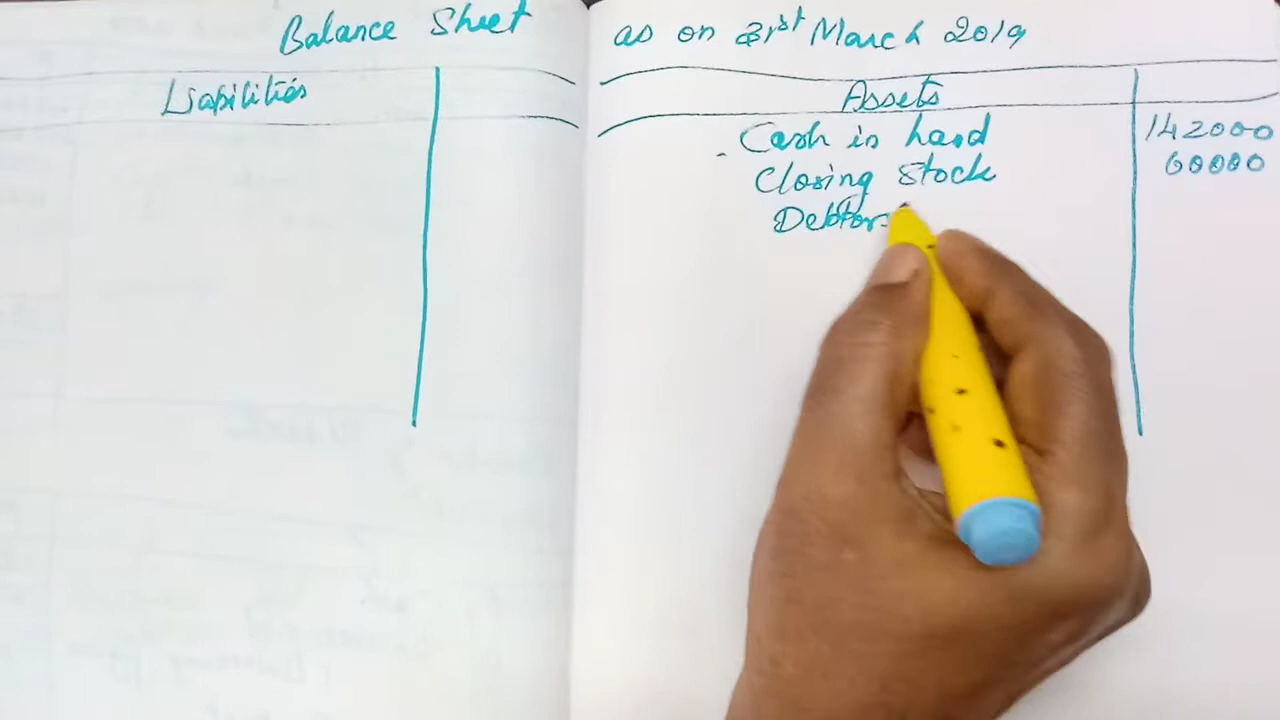 Balance Sheet as on 31st March 2019
Liabilities
Assets
Cash in hand 142000
Closing Stock 60000
Debtors